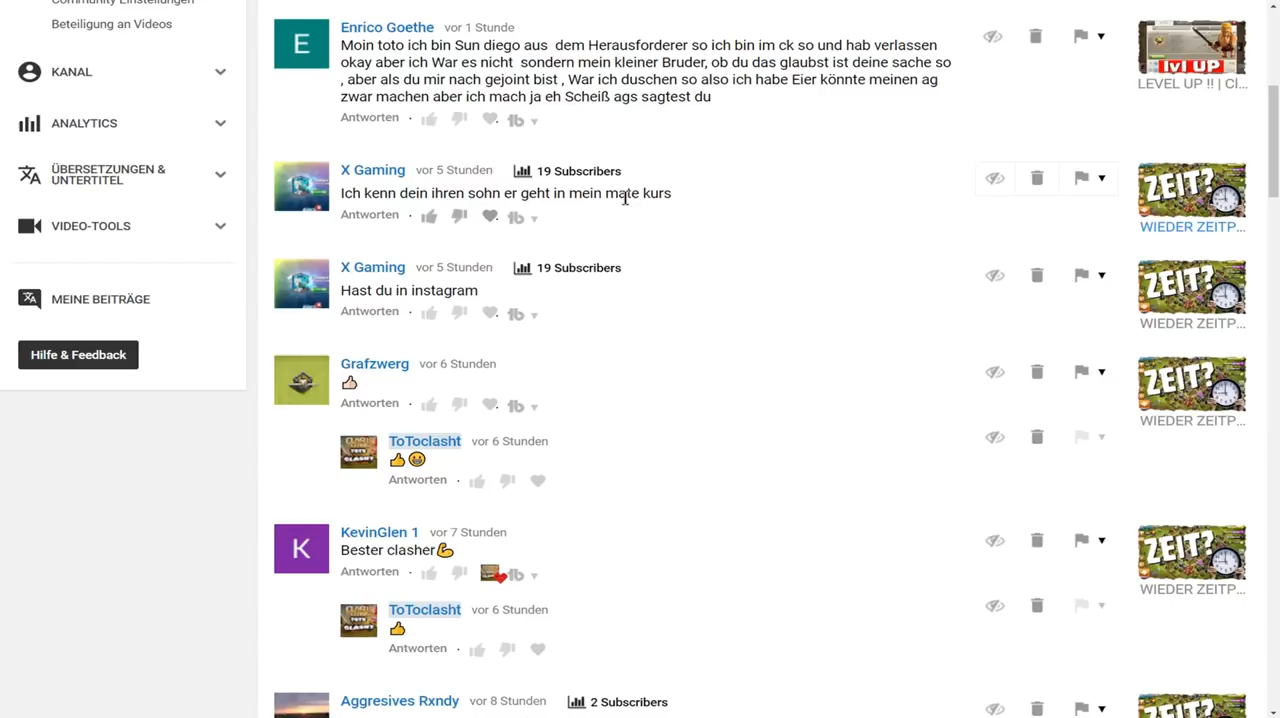 Community Einstellungen
Beteiligung an Videos
KANAL
ANALYTICS
ÜBERSETZUNGEN &
UNTERTITEL
VIDEO-TOOLS
MEINE BEITRÄGE
Hilfe & Feedback
E
Enrico Goethe vor 1 Stunde
Moin toto ich bin Sun diego aus dem Herausforderer so ich bin im ck so und hab verlassen
okay aber ich War es nicht sondern mein kleiner Bruder, ob du das glaubst ist deine sache so
, aber als du mir nach gejoint bist , War ich duschen so also ich habe Eier könnte meinen ag
zwar machen aber ich mach ja eh Scheiß ags sagtest du
Antworten
lvl UP
LEVEL UP !! | Cl...
X Gaming vor 5 Stunden 19 Subscribers
Ich kenn dein ihren sohn er geht in mein mate kurs
Antworten
ZEIT?
WIEDER ZEITP...
X Gaming vor 5 Stunden 19 Subscribers
Hast du in instagram
Antworten
ZEIT?
WIEDER ZEITP...
Grafzwerg vor 6 Stunden
👍🏻
Antworten
ZEIT?
WIEDER ZEITP...
ToToclasht vor 6 Stunden
👍😀
Antworten
K
KevinGlen 1 vor 7 Stunden
Bester clasher💪
Antworten
ZEIT?
WIEDER ZEITP...
ToToclasht vor 6 Stunden
👍
Antworten
Aggresives Rxndy vor 8 Stunden 2 Subscribers